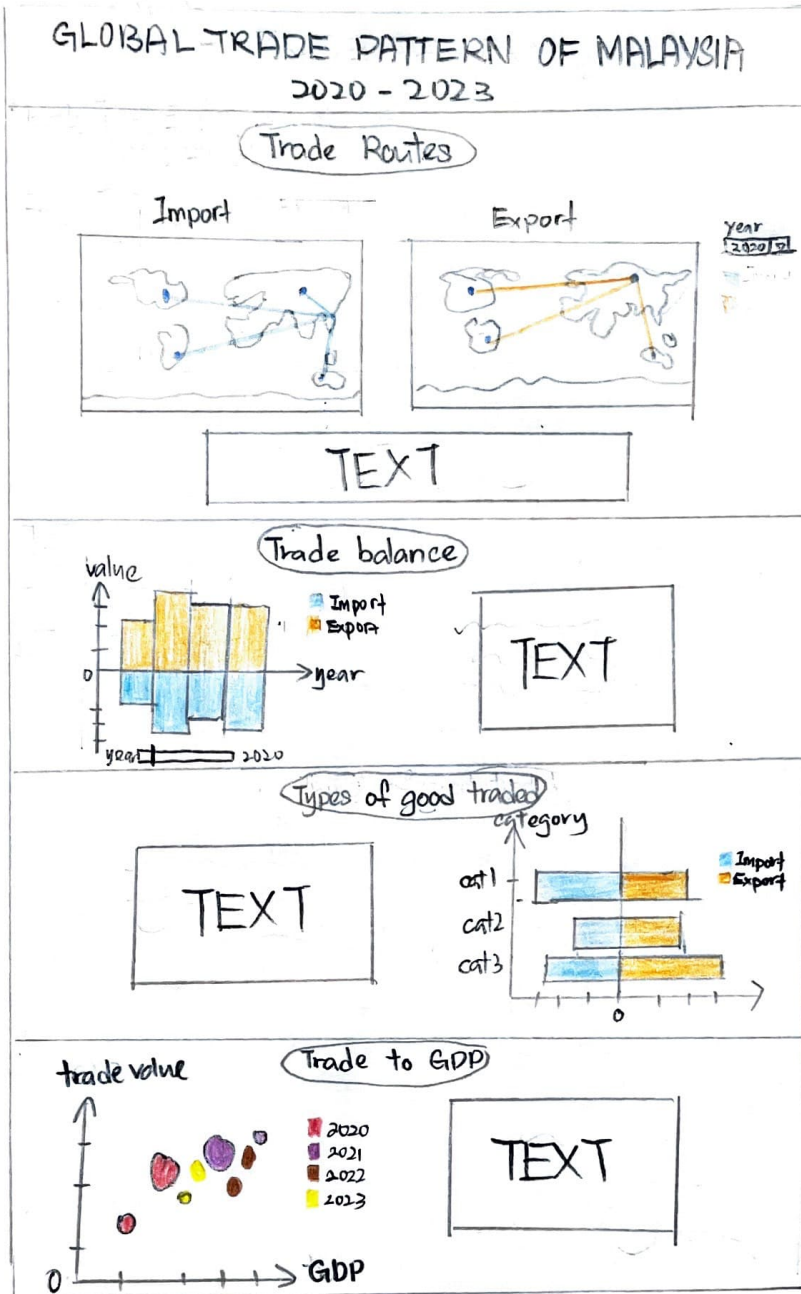 GLOBAL TRADE PATTERN OF MALAYSIA
2020 - 2023
Trade Routes
Import
Export
year
2020
TEXT
Trade balance
value
Import
Export
0
year
year
2020
TEXT
Types of good traded
category
TEXT
Import
Export
cat1
cat2
cat3
0
Trade to GDP
trade value
2020
2021
2022
2023
TEXT
0
GDP